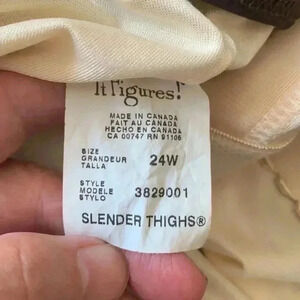 It Figures!
MADE IN CANADA
FAIT AU CANADA
HECHO EN CANADA
CA 00747 RN 91106
SIZE
GRANDEUR 24W
TALLA
STYLE
MODELE 3829001
STYLO
SLENDER THIGHS®